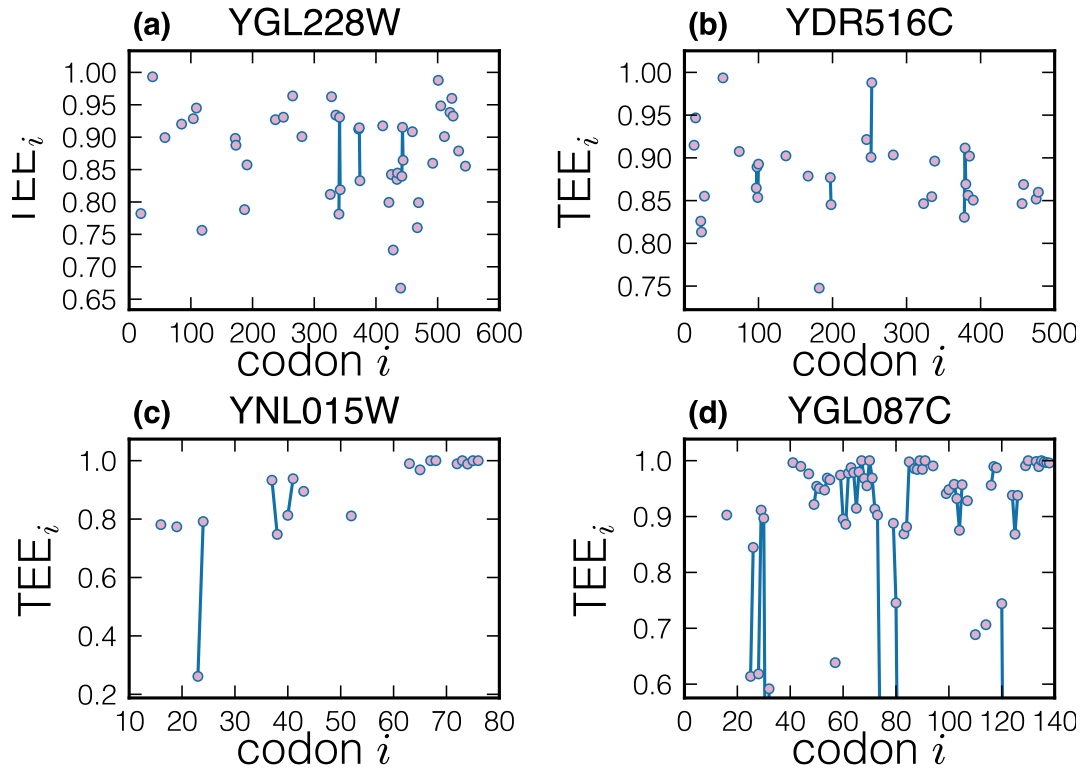 (a) YGL228W
1.00
0.95
0.90
0.85
0.80
0.75
0.70
0.65
TEE_i
0 100 200 300 400 500 600
codon i
(b) YDR516C
1.00
0.95
0.90
0.85
0.80
0.75
TEE_i
0 100 200 300 400 500
codon i
(c) YNL015W
1.0
0.8
0.6
0.4
0.2
TEE_i
10 20 30 40 50 60 70 80
codon i
(d) YGL087C
1.0
0.9
0.8
0.7
0.6
TEE_i
0 20 40 60 80 100 120 140
codon i